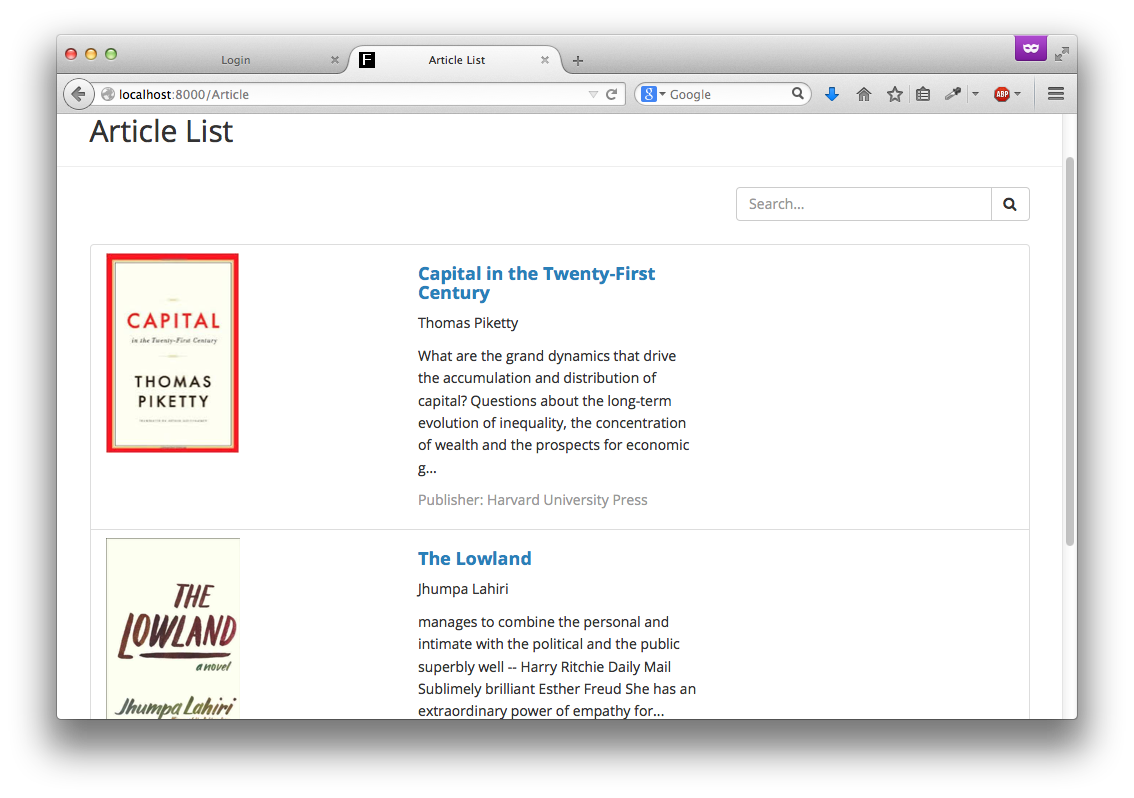 Login
F
Article List
localhost:8000/Article
8
Google
ABP
Article List
Search...
CAPITAL
in the Twenty-First Century
THOMAS
PIKETTY
Capital in the Twenty-First
Century
Thomas Piketty
What are the grand dynamics that drive
the accumulation and distribution of
capital? Questions about the long-term
evolution of inequality, the concentration
of wealth and the prospects for economic
g...
Publisher: Harvard University Press
THE
LOWLAND
a novel
Jhumpa Lahiri
The Lowland
Jhumpa Lahiri
manages to combine the personal and
intimate with the political and the public
superbly well -- Harry Ritchie Daily Mail
Sublimely brilliant Esther Freud She has an
extraordinary power of empathy for...